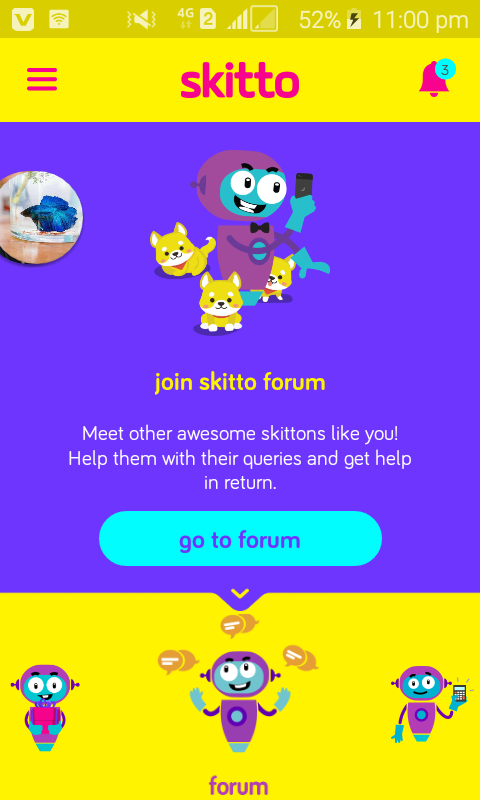 4G 2 52% 11:00 pm
skitto
3
join skitto forum
Meet other awesome skittons like you!
Help them with their queries and get help
in return.
go to forum
forum